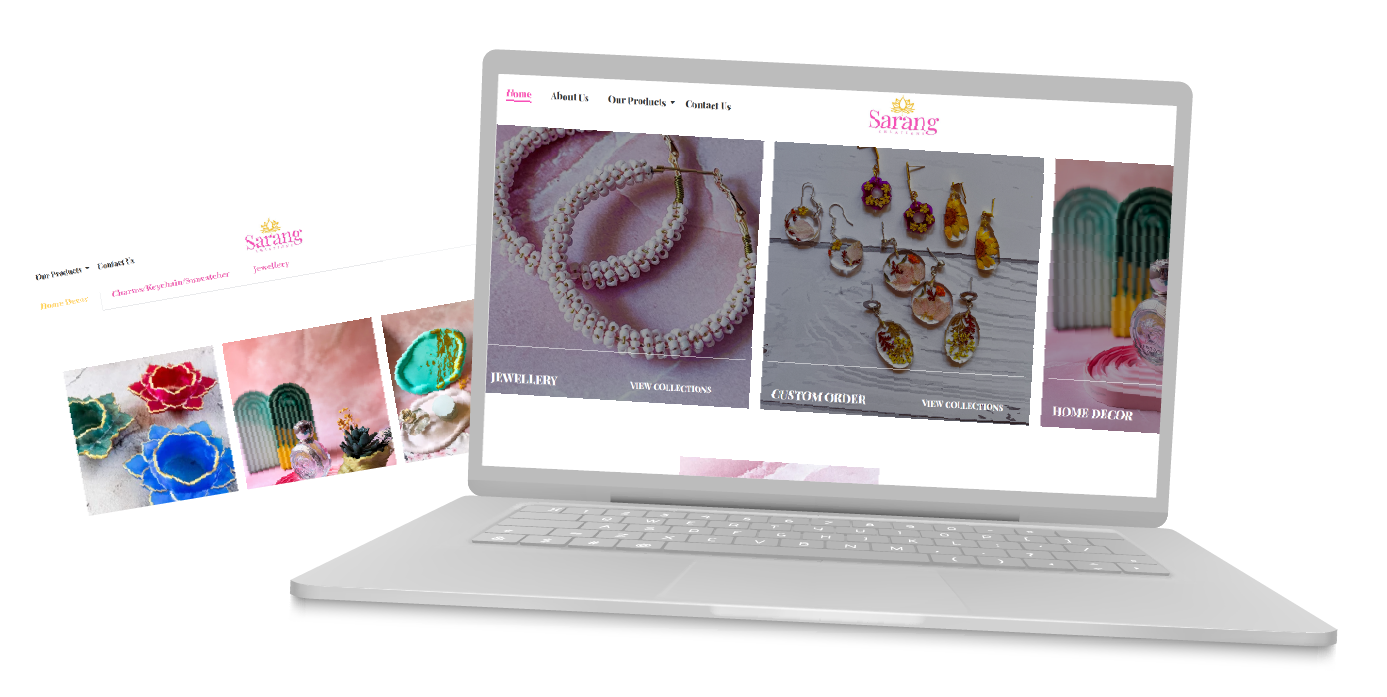 Home About Us Our Products Contact Us
Sarang
JEWELLERY VIEW COLLECTIONS
CUSTOM ORDER VIEW COLLECTIONS
HOME DECOR
Sarang
Our Products Contact Us
Home Decor Charms/Keychain/Suncatcher Jewellery